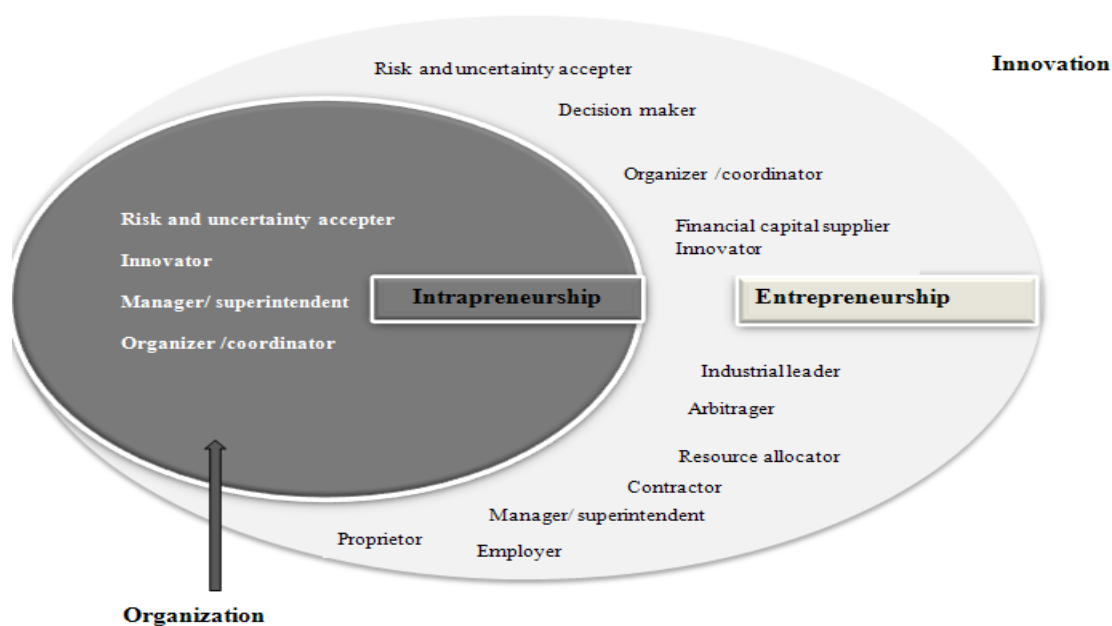 Risk and uncertainty accepter
Innovation
Decision maker
Organizer /coordinator
Risk and uncertainty accepter
Financial capital supplier
Innovator
Innovator
Manager/ superintendent
Intrapreneurship
Entrepreneurship
Organizer /coordinator
Industrial leader
Arbitrager
Resource allocator
Contractor
Manager/ superintendent
Proprietor
Employer
Organization